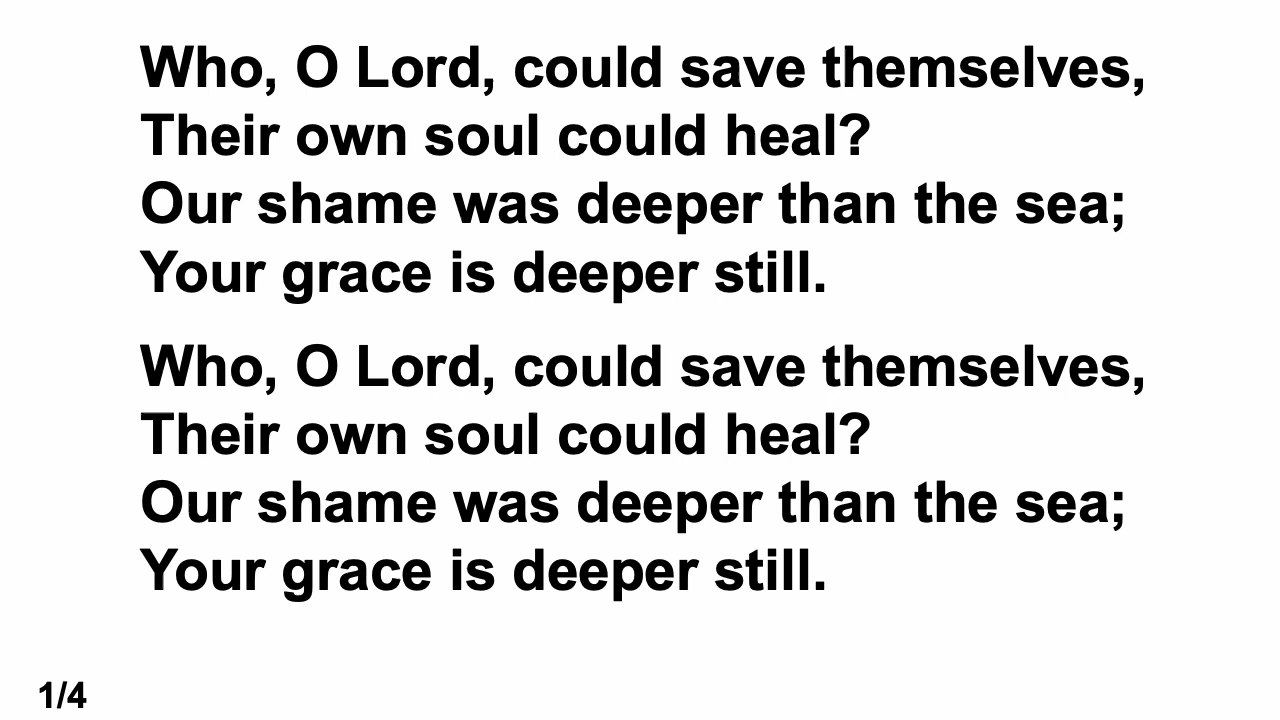 Who, O Lord, could save themselves,
Their own soul could heal?
Our shame was deeper than the sea;
Your grace is deeper still.
Who, O Lord, could save themselves,
Their own soul could heal?
Our shame was deeper than the sea;
Your grace is deeper still.
1/4